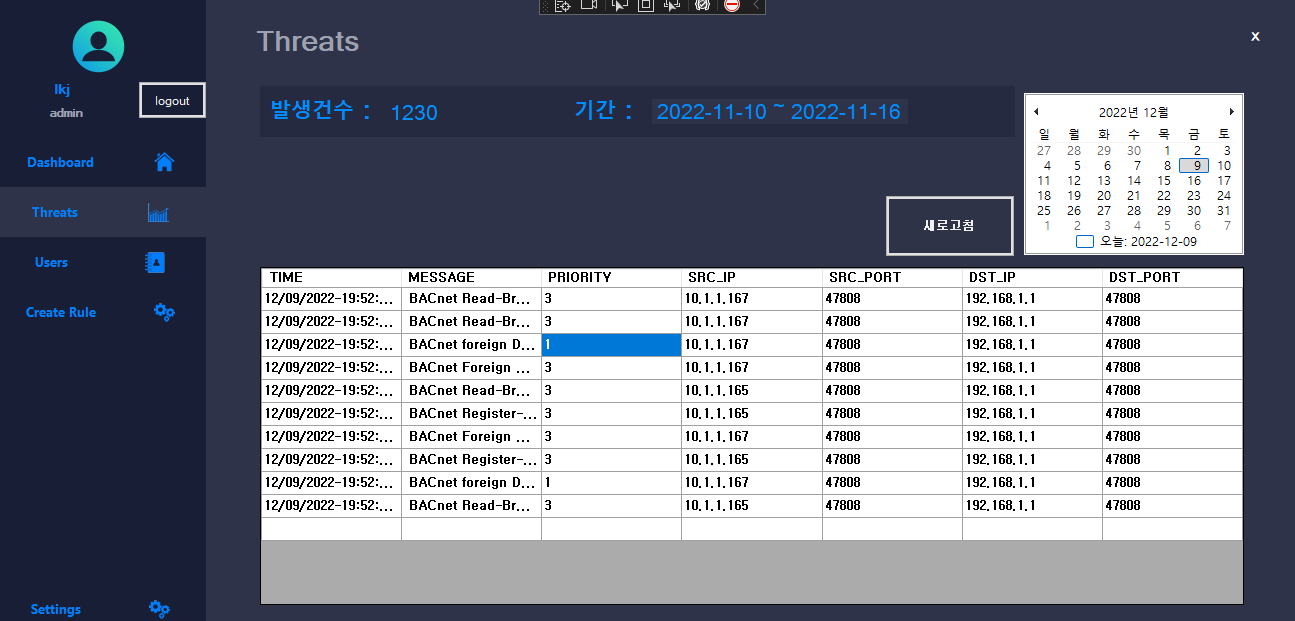 Threats
x
lkj
admin
logout
Dashboard
Threats
Users
Create Rule
Settings
발생건수 : 1230
기간 : 2022-11-10 ~ 2022-11-16
새로고침
2022년 12월
일 월 화 수 목 금 토
27 28 29 30 1 2 3
4 5 6 7 8 9 10
11 12 13 14 15 16 17
18 19 20 21 22 23 24
25 26 27 28 29 30 31
1 2 3 4 5 6 7
오늘: 2022-12-09
TIME MESSAGE PRIORITY SRC_IP SRC_PORT DST_IP DST_PORT
12/09/2022-19:52:... BACnet Read-Br... 3 10.1.1.167 47808 192.168.1.1 47808
12/09/2022-19:52:... BACnet Read-Br... 3 10.1.1.167 47808 192.168.1.1 47808
12/09/2022-19:52:... BACnet foreign D... 1 10.1.1.167 47808 192.168.1.1 47808
12/09/2022-19:52:... BACnet Foreign ... 3 10.1.1.167 47808 192.168.1.1 47808
12/09/2022-19:52:... BACnet Read-Br... 3 10.1.1.165 47808 192.168.1.1 47808
12/09/2022-19:52:... BACnet Register-... 3 10.1.1.165 47808 192.168.1.1 47808
12/09/2022-19:52:... BACnet Foreign ... 3 10.1.1.167 47808 192.168.1.1 47808
12/09/2022-19:52:... BACnet Register-... 3 10.1.1.165 47808 192.168.1.1 47808
12/09/2022-19:52:... BACnet foreign D... 1 10.1.1.167 47808 192.168.1.1 47808
12/09/2022-19:52:... BACnet Read-Br... 3 10.1.1.165 47808 192.168.1.1 47808